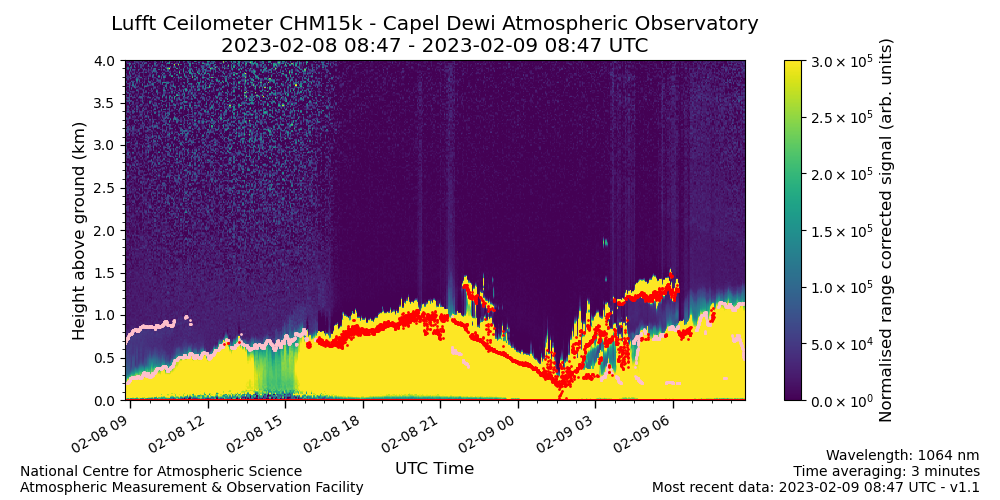 Lufft Ceilometer CHM15k - Capel Dewi Atmospheric Observatory
2023-02-08 08:47 - 2023-02-09 08:47 UTC
Height above ground (km)
4.0
3.5
3.0
2.5
2.0
1.5
1.0
0.5
0.0
02-08 09
02-08 12
02-08 15
02-08 18
02-08 21
02-09 00
02-09 03
02-09 06
UTC Time
3.0 × 10⁵
2.5 × 10⁵
2.0 × 10⁵
1.5 × 10⁵
1.0 × 10⁵
5.0 × 10⁴
0.0 × 10⁰
Normalised range corrected signal (arb. units)
National Centre for Atmospheric Science
Atmospheric Measurement & Observation Facility
Wavelength: 1064 nm
Time averaging: 3 minutes
Most recent data: 2023-02-09 08:47 UTC - v1.1